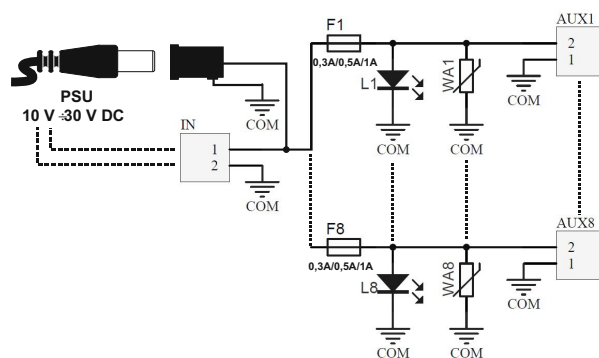 AUX1
F1
2
1
0,3A/0,5A/1A
L1
WA1
COM
PSU
10 V ÷30 V DC
COM
IN
1
2
COM
COM
COM
AUX8
F8
2
1
0,3A/0,5A/1A
L8
WA8
COM
COM
COM